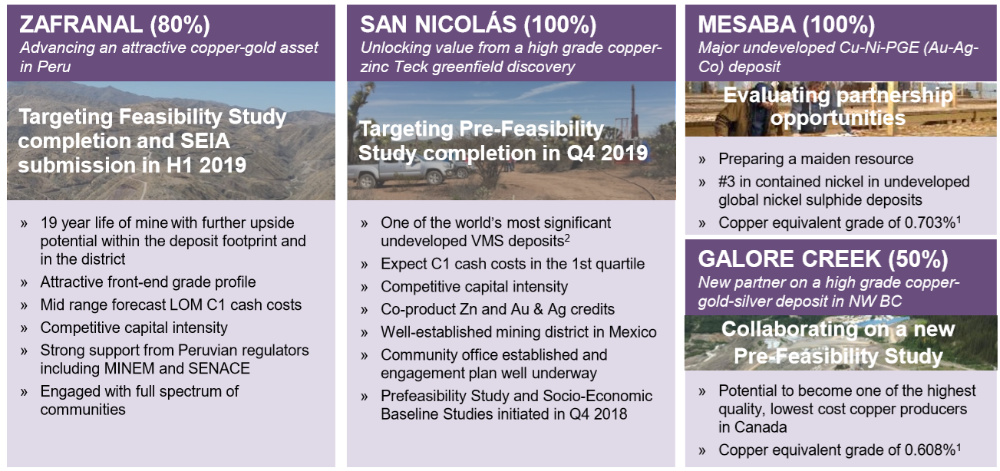 ZAFRANAL (80%)
Advancing an attractive copper-gold asset
in Peru
Targeting Feasibility Study
completion and SEIA
submission in H1 2019
» 19 year life of mine with further upside
potential within the deposit footprint and
in the district
» Attractive front-end grade profile
» Mid range forecast LOM C1 cash costs
» Competitive capital intensity
» Strong support from Peruvian regulators
including MINEM and SENACE
» Engaged with full spectrum of
communities
SAN NICOLÁS (100%)
Unlocking value from a high grade copper-
zinc Teck greenfield discovery
Targeting Pre-Feasibility
Study completion in Q4 2019
» One of the world’s most significant
undeveloped VMS deposits²
» Expect C1 cash costs in the 1st quartile
» Competitive capital intensity
» Co-product Zn and Au & Ag credits
» Well-established mining district in Mexico
» Community office established and
engagement plan well underway
» Prefeasibility Study and Socio-Economic
Baseline Studies initiated in Q4 2018
MESABA (100%)
Major undeveloped Cu-Ni-PGE (Au-Ag-
Co) deposit
Evaluating partnership
opportunities
» Preparing a maiden resource
» #3 in contained nickel in undeveloped
global nickel sulphide deposits
» Copper equivalent grade of 0.703%¹
GALORE CREEK (50%)
New partner on a high grade copper-
gold-silver deposit in NW BC
Collaborating on a new
Pre-Feasibility Study
» Potential to become one of the highest
quality, lowest cost copper producers
in Canada
» Copper equivalent grade of 0.608%¹